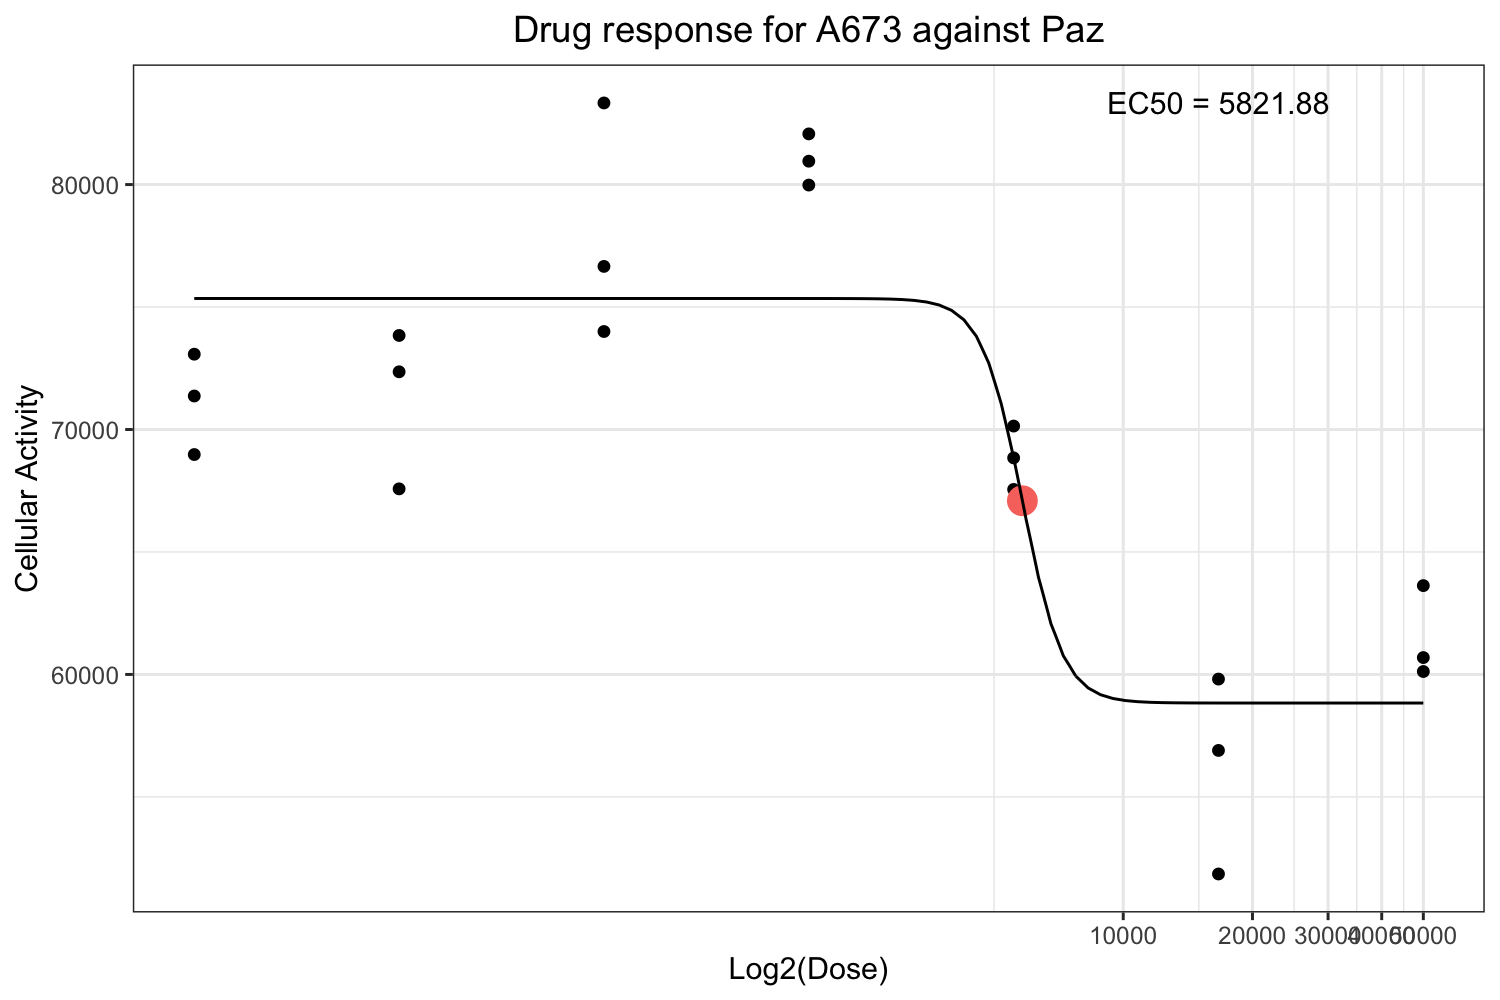 Drug response for A673 against Paz
EC50 = 5821.88
80000
70000
60000
Cellular Activity
10000 20000 30000 40000 50000
Log2(Dose)